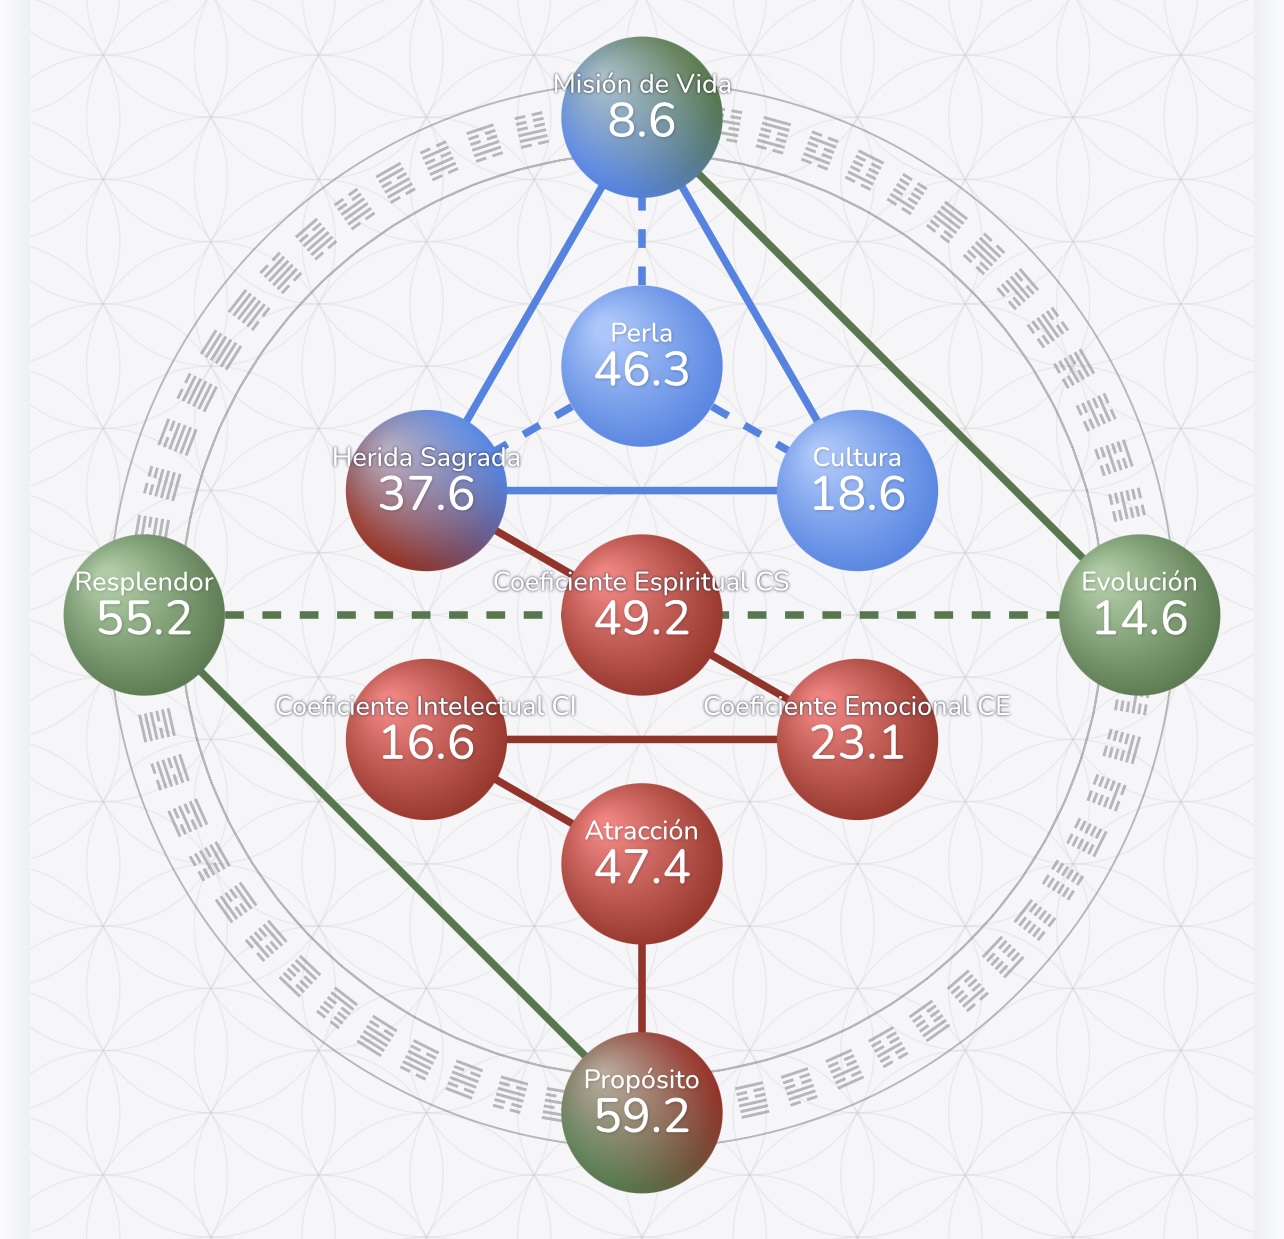 Misión de Vida
8.6
Perla
46.3
Herida Sagrada
37.6
Cultura
18.6
Resplendor
55.2
Coeficiente Espiritual CS
49.2
Evolución
14.6
Coeficiente Intelectual CI
16.6
Coeficiente Emocional CE
23.1
Atracción
47.4
Propósito
59.2